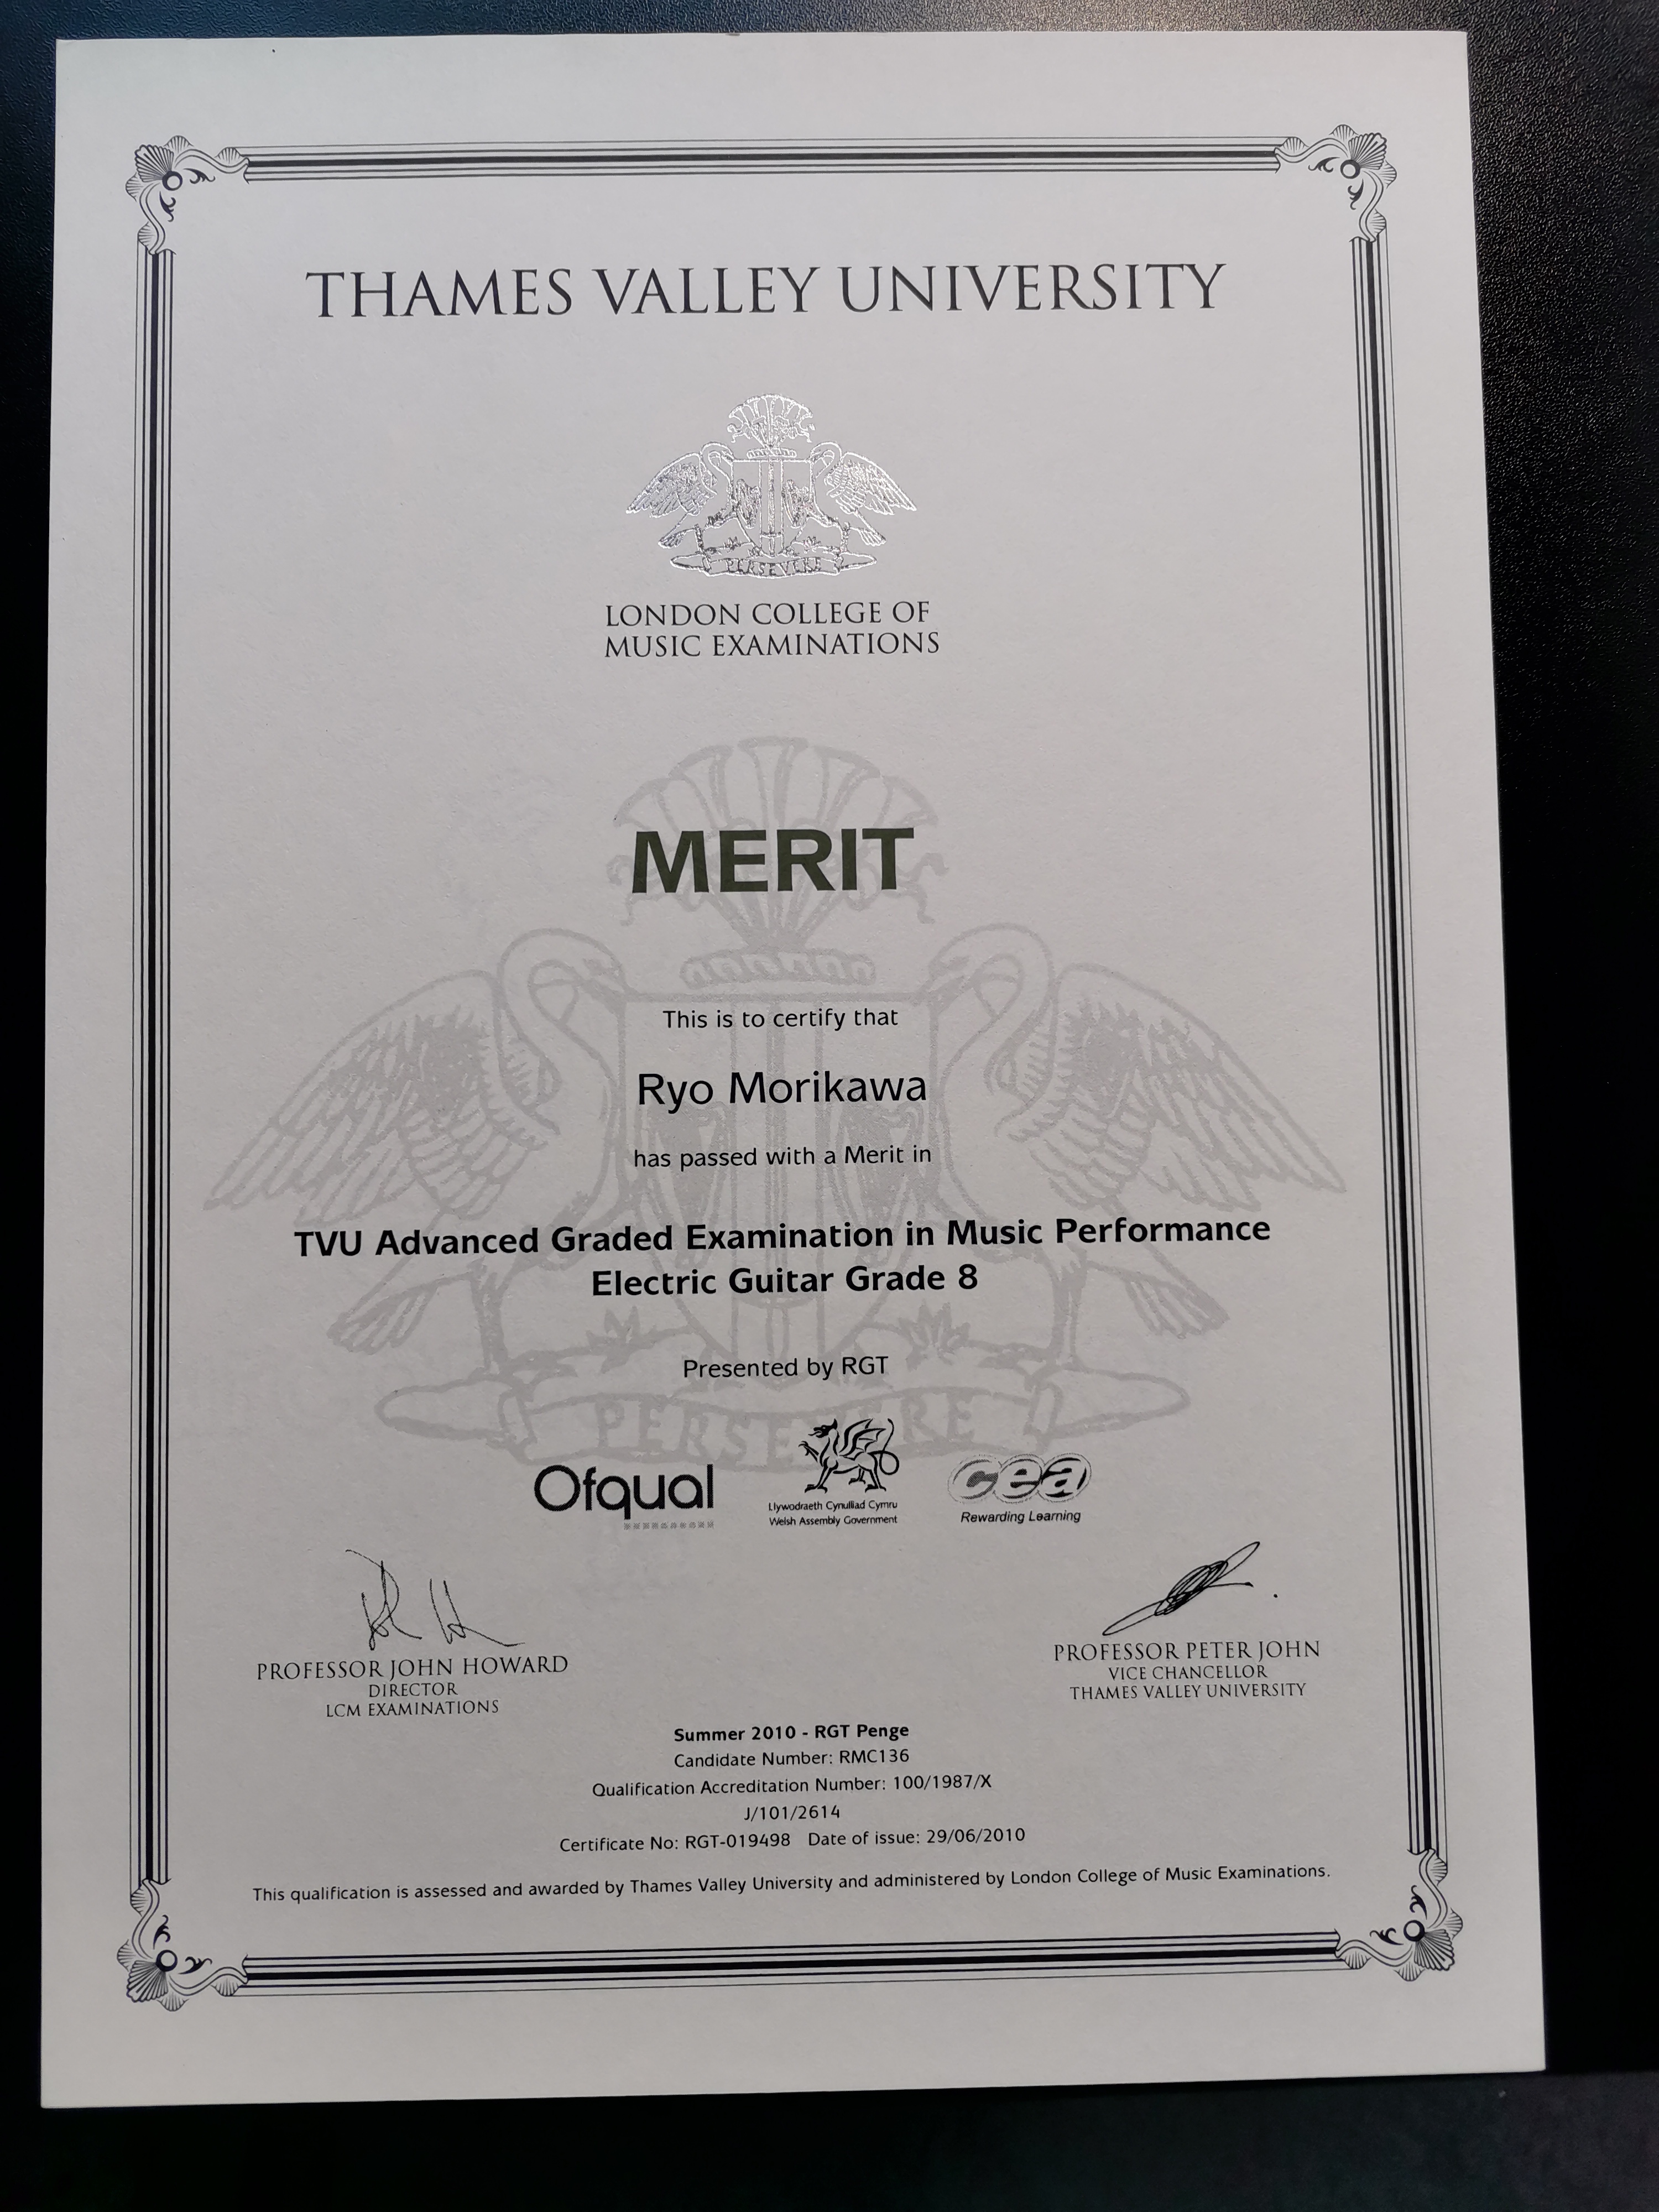 THAMES VALLEY UNIVERSITY
PERSEVERE
LONDON COLLEGE OF
MUSIC EXAMINATIONS
MERIT
This is to certify that
Ryo Morikawa
has passed with a Merit in
TVU Advanced Graded Examination in Music Performance
Electric Guitar Grade 8
Presented by RGT
PERSEVERE
Ofqual
Llywodraeth Cynulliad Cymru
Welsh Assembly Government
cea
Rewarding Learning
PROFESSOR JOHN HOWARD
DIRECTOR
LCM EXAMINATIONS
PROFESSOR PETER JOHN
VICE CHANCELLOR
THAMES VALLEY UNIVERSITY
Summer 2010 - RGT Penge
Candidate Number: RMC136
Qualification Accreditation Number: 100/1987/X
J/101/2614
Certificate No: RGT-019498 Date of issue: 29/06/2010
This qualification is assessed and awarded by Thames Valley University and administered by London College of Music Examinations.